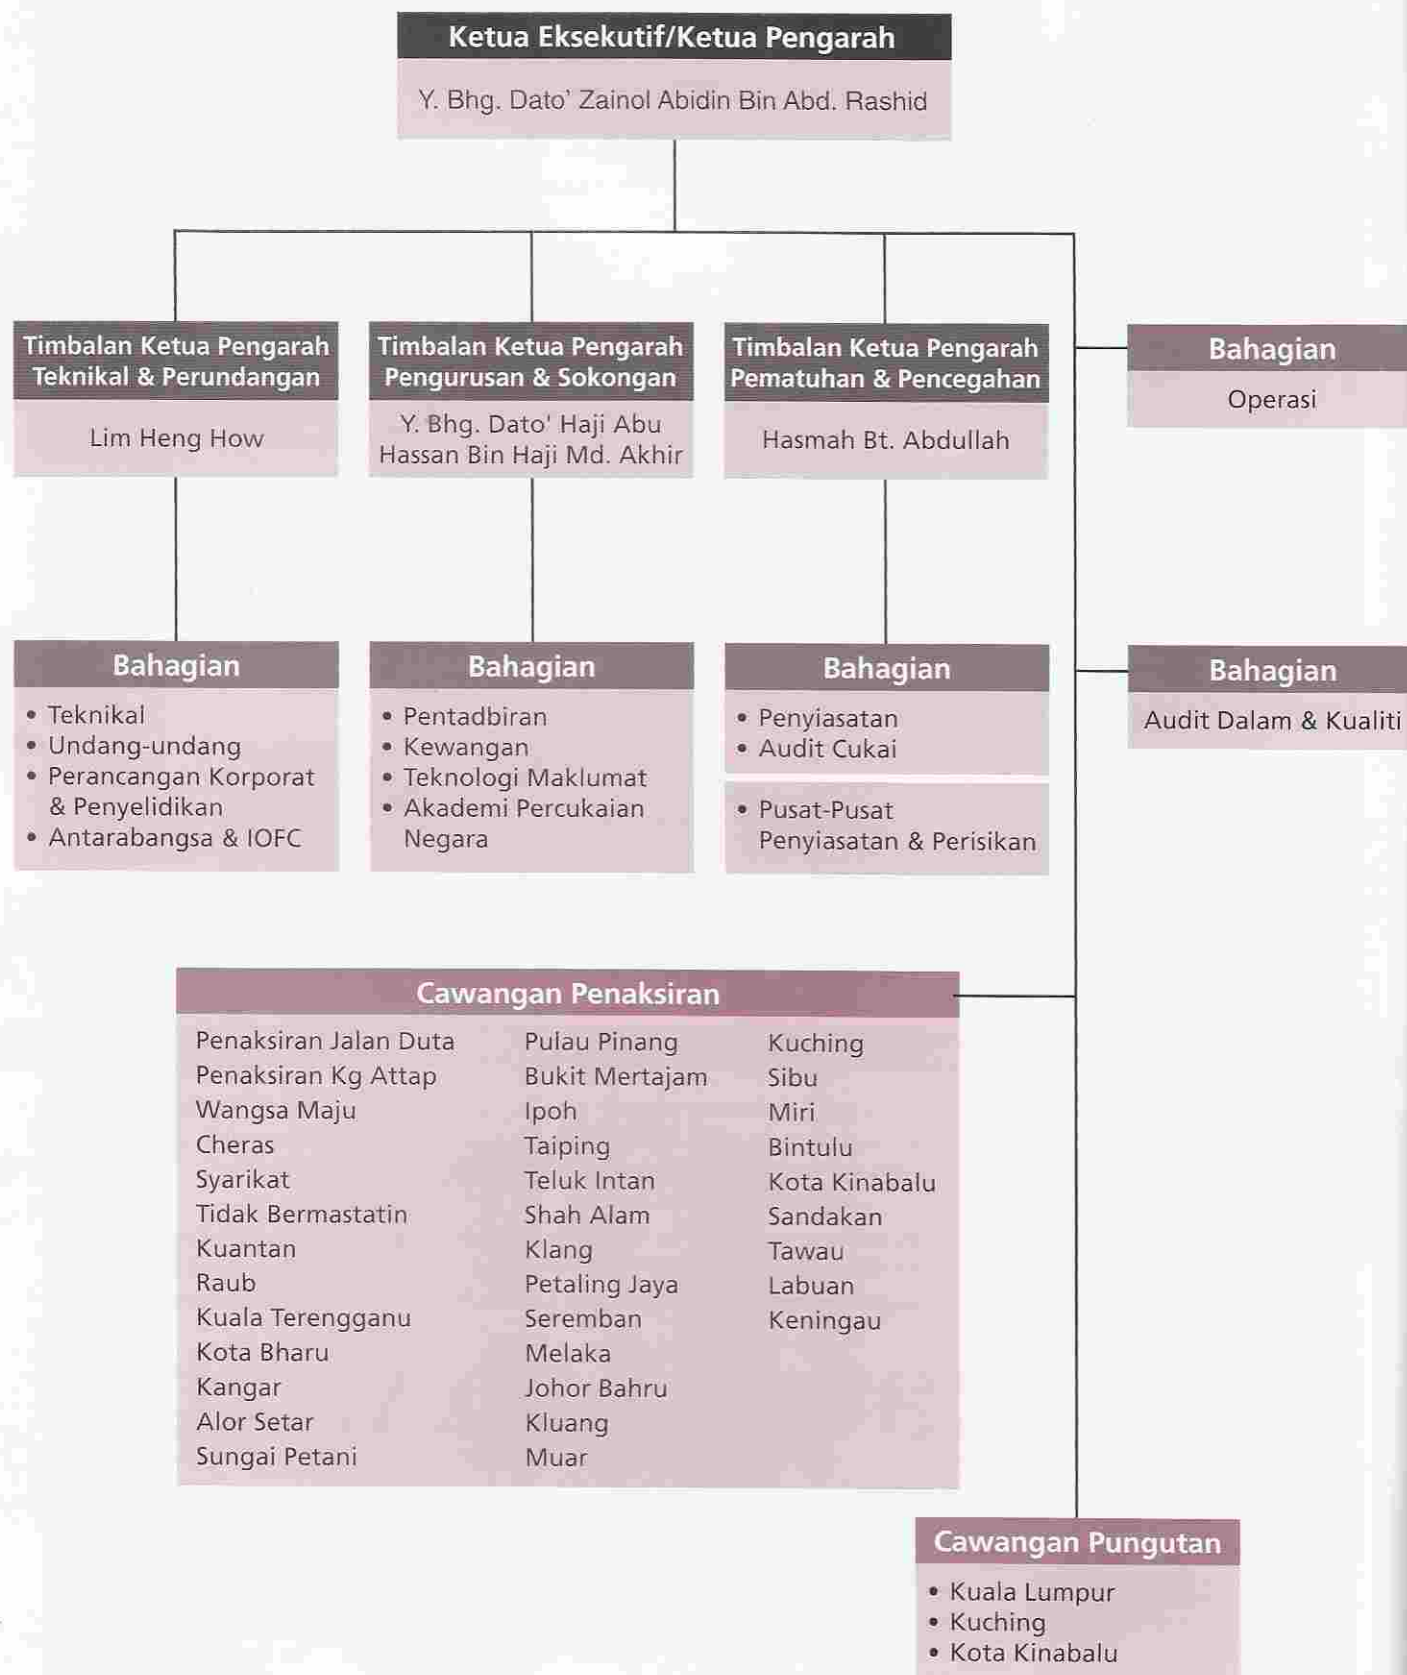 Ketua Eksekutif/Ketua Pengarah
Y. Bhg. Dato' Zainol Abidin Bin Abd. Rashid
Timbalan Ketua Pengarah
Teknikal & Perundangan
Lim Heng How
Timbalan Ketua Pengarah
Pengurusan & Sokongan
Y. Bhg. Dato' Haji Abu
Hassan Bin Haji Md. Akhir
Timbalan Ketua Pengarah
Pematuhan & Pencegahan
Hasmah Bt. Abdullah
Bahagian
Operasi
Bahagian
• Teknikal
• Undang-undang
• Perancangan Korporat
& Penyelidikan
• Antarabangsa & IOFC
Bahagian
• Pentadbiran
• Kewangan
• Teknologi Maklumat
• Akademi Percukaian
Negara
Bahagian
• Penyiasatan
• Audit Cukai
• Pusat-Pusat
Penyiasatan & Perisikan
Bahagian
Audit Dalam & Kualiti
Cawangan Penaksiran
Penaksiran Jalan Duta
Penaksiran Kg Attap
Wangsa Maju
Cheras
Syarikat
Tidak Bermastatin
Kuantan
Raub
Kuala Terengganu
Kota Bharu
Kangar
Alor Setar
Sungai Petani
Pulau Pinang
Bukit Mertajam
Ipoh
Taiping
Teluk Intan
Shah Alam
Klang
Petaling Jaya
Seremban
Melaka
Johor Bahru
Kluang
Muar
Kuching
Sibu
Miri
Bintulu
Kota Kinabalu
Sandakan
Tawau
Labuan
Keningau
Cawangan Pungutan
• Kuala Lumpur
• Kuching
• Kota Kinabalu